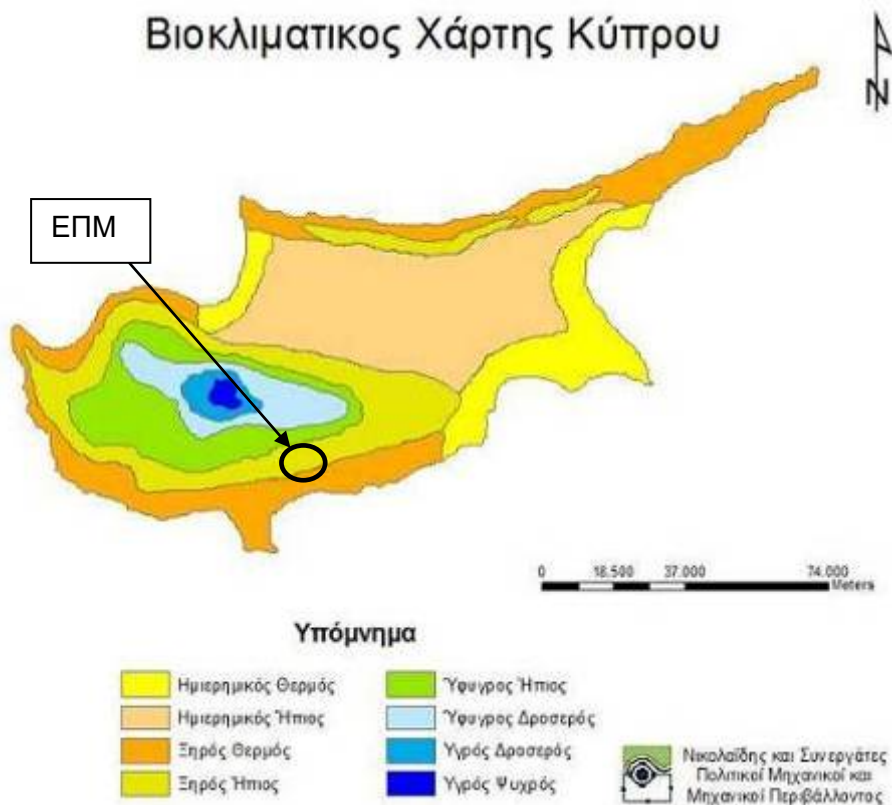 Βιοκλιματικος Χάρτης Κύπρου
N
ΕΠΜ
0 18.500 37.000 74.000
Meters
Υπόμνημα
Ημιερημικός Θερμός
Ημιερημικός Ήπιος
Ξηρός Θερμός
Ξηρός Ήπιος
Ύφυγρος Ήπιος
Ύφυγρος Δροσερός
Υγρός Δροσερός
Υγρός Ψυχρός
Νικολαΐδης και Συνεργάτες
Πολιτικοί Μηχανικοί και
Μηχανικοί Περιβάλλοντος